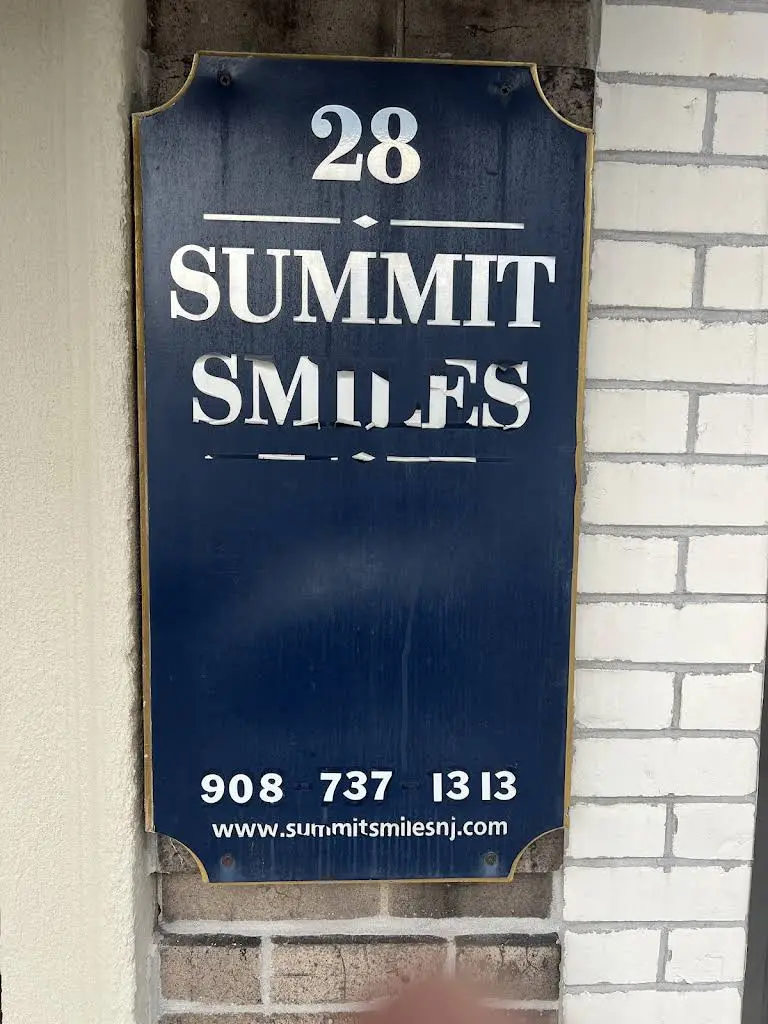 28
SUMMIT
SMILES
908 737 1313
www.summitsmilesnj.com